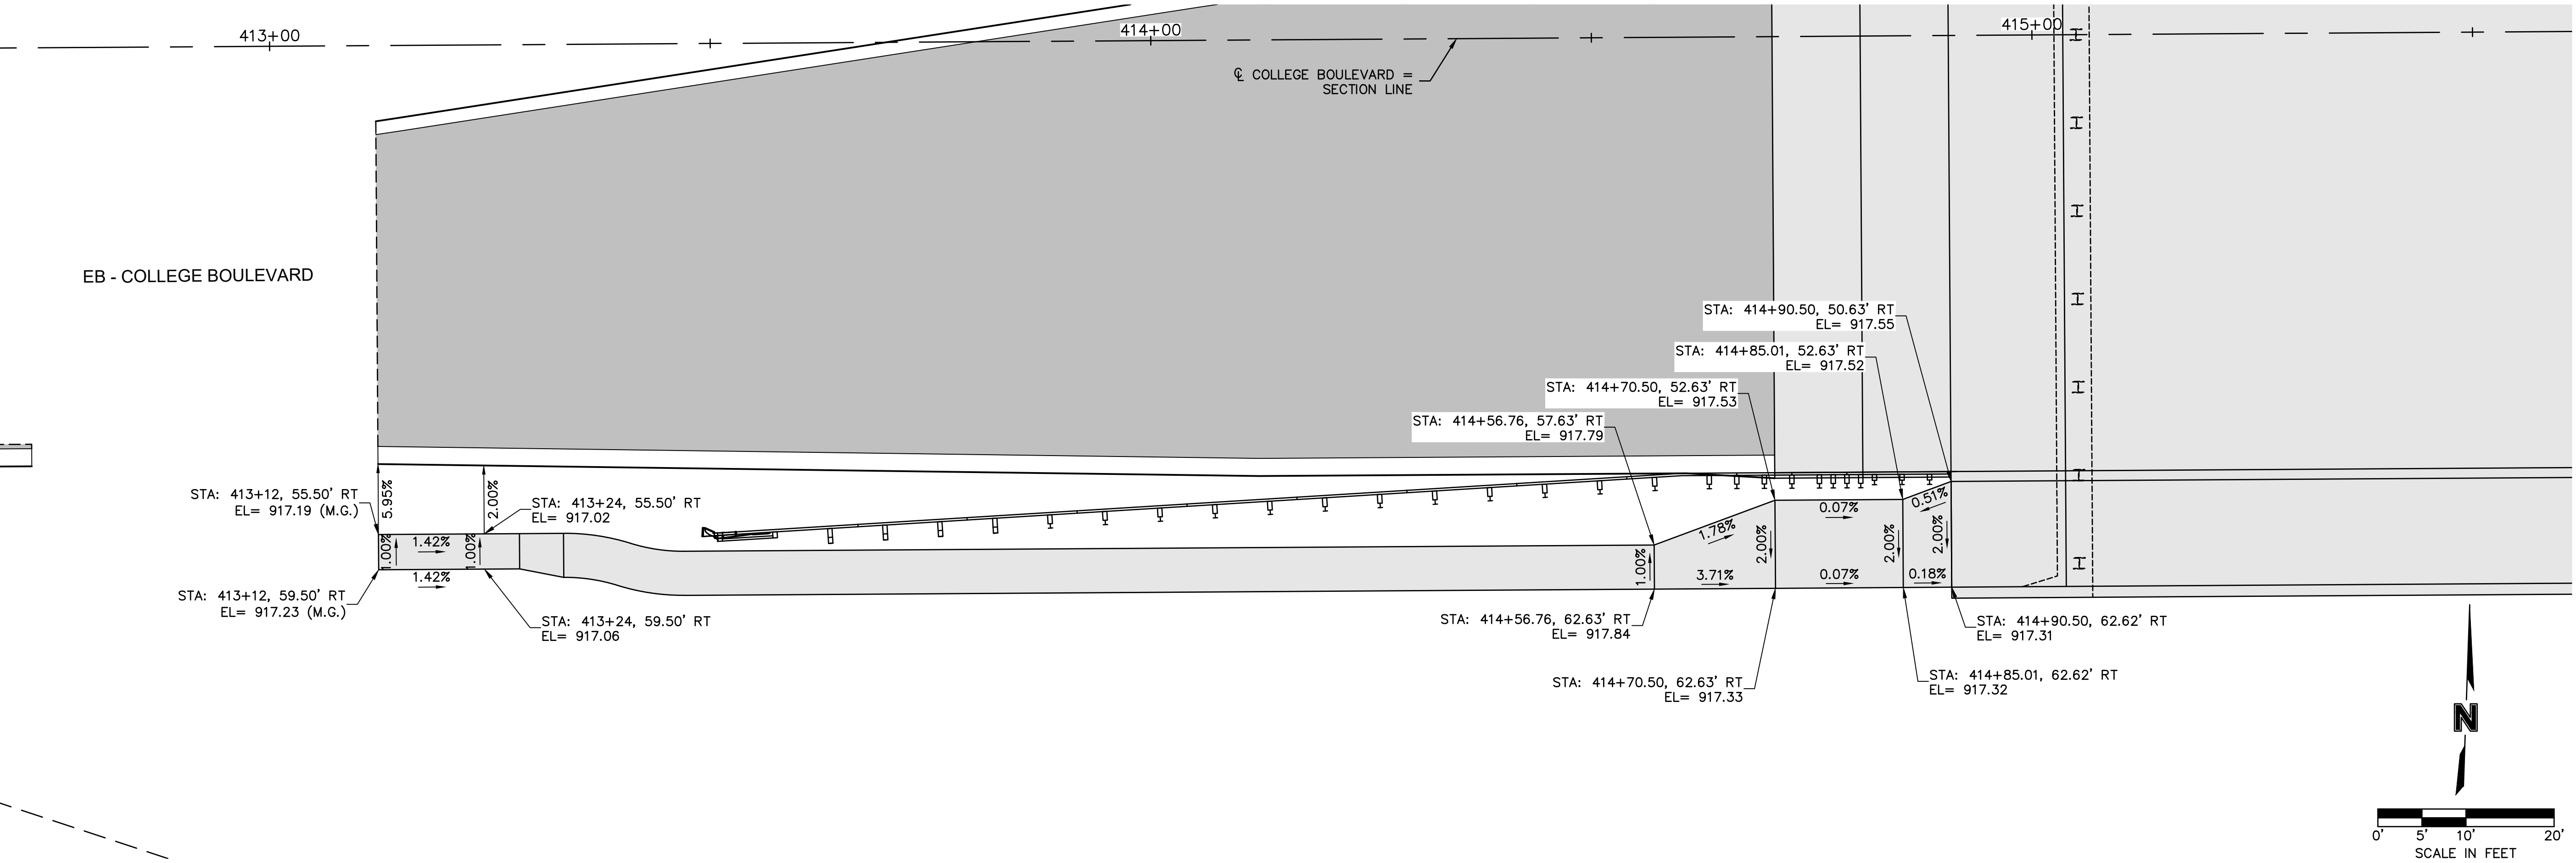 413+00
414+00
415+00
℄ COLLEGE BOULEVARD =
SECTION LINE
EB - COLLEGE BOULEVARD
STA: 414+90.50, 50.63' RT
EL= 917.55
STA: 414+85.01, 52.63' RT
EL= 917.52
STA: 414+70.50, 52.63' RT
EL= 917.53
STA: 414+56.76, 57.63' RT
EL= 917.79
STA: 413+12, 55.50' RT
EL= 917.19 (M.G.)
5.95%
2.00%
STA: 413+24, 55.50' RT
EL= 917.02
1.00%
1.42%
1.00%
1.42%
STA: 413+12, 59.50' RT
EL= 917.23 (M.G.)
STA: 413+24, 59.50' RT
EL= 917.06
1.00%
1.78%
3.71%
2.00%
0.07%
0.07%
2.00%
0.51%
0.18%
2.00%
STA: 414+56.76, 62.63' RT
EL= 917.84
STA: 414+90.50, 62.62' RT
EL= 917.31
STA: 414+70.50, 62.63' RT
EL= 917.33
STA: 414+85.01, 62.62' RT
EL= 917.32
N
0' 5' 10' 20'
SCALE IN FEET